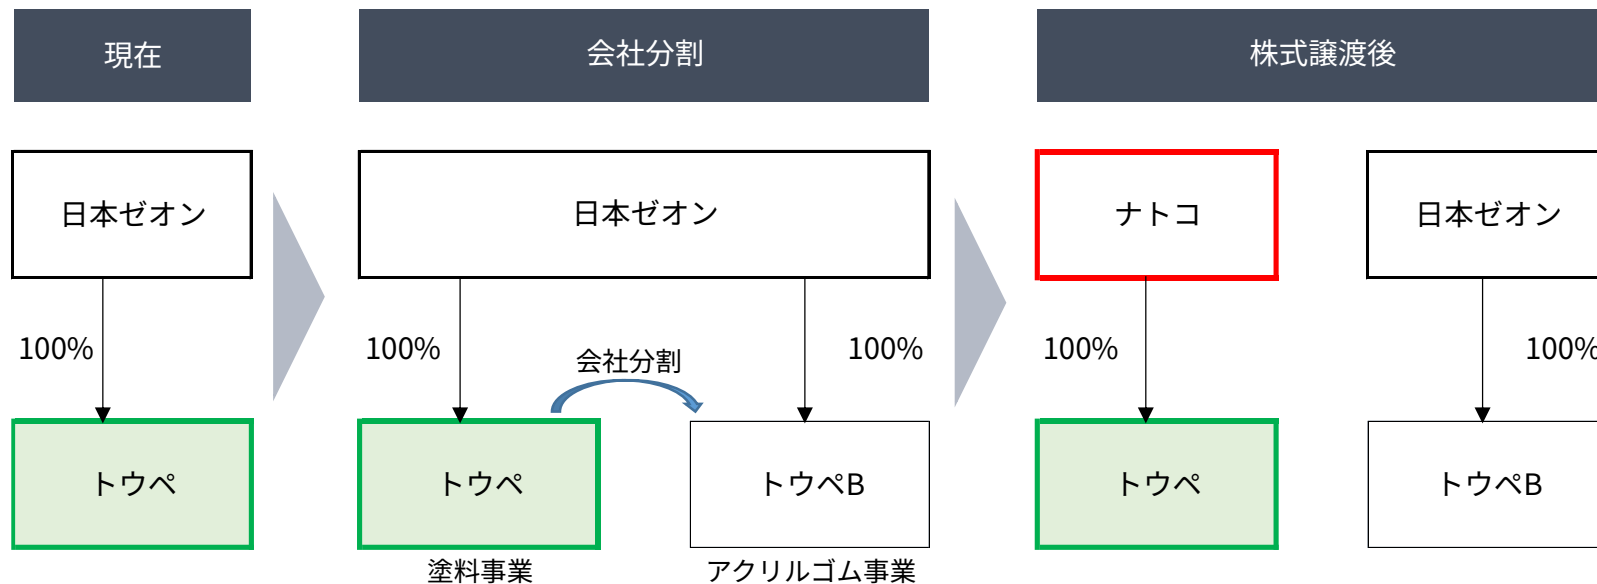 現在
会社分割
株式譲渡後
日本ゼオン
日本ゼオン
ナトコ
日本ゼオン
100%
100%
会社分割
100%
100%
100%
トウペ
トウペ
トウペB
トウペ
トウペB
塗料事業
アクリルゴム事業